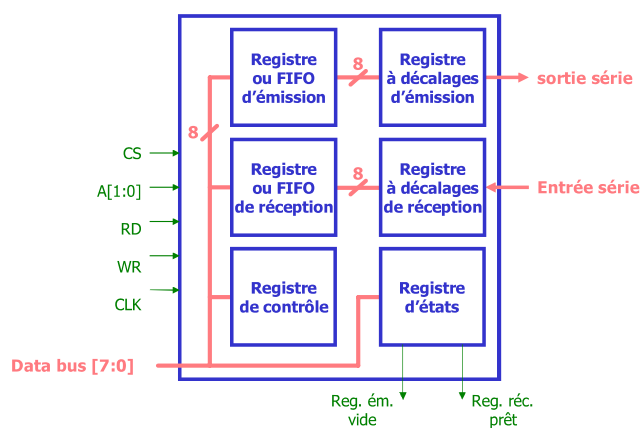 Registre
ou FIFO
d’émission
8
Registre
à décalages
d’émission
sortie série
8
CS
A[1:0]
RD
WR
CLK
Registre
ou FIFO
de réception
8
Registre
à décalages
de réception
Entrée série
Registre
de contrôle
Registre
d’états
Data bus [7:0]
Reg. ém.
vide
Reg. réc.
prêt